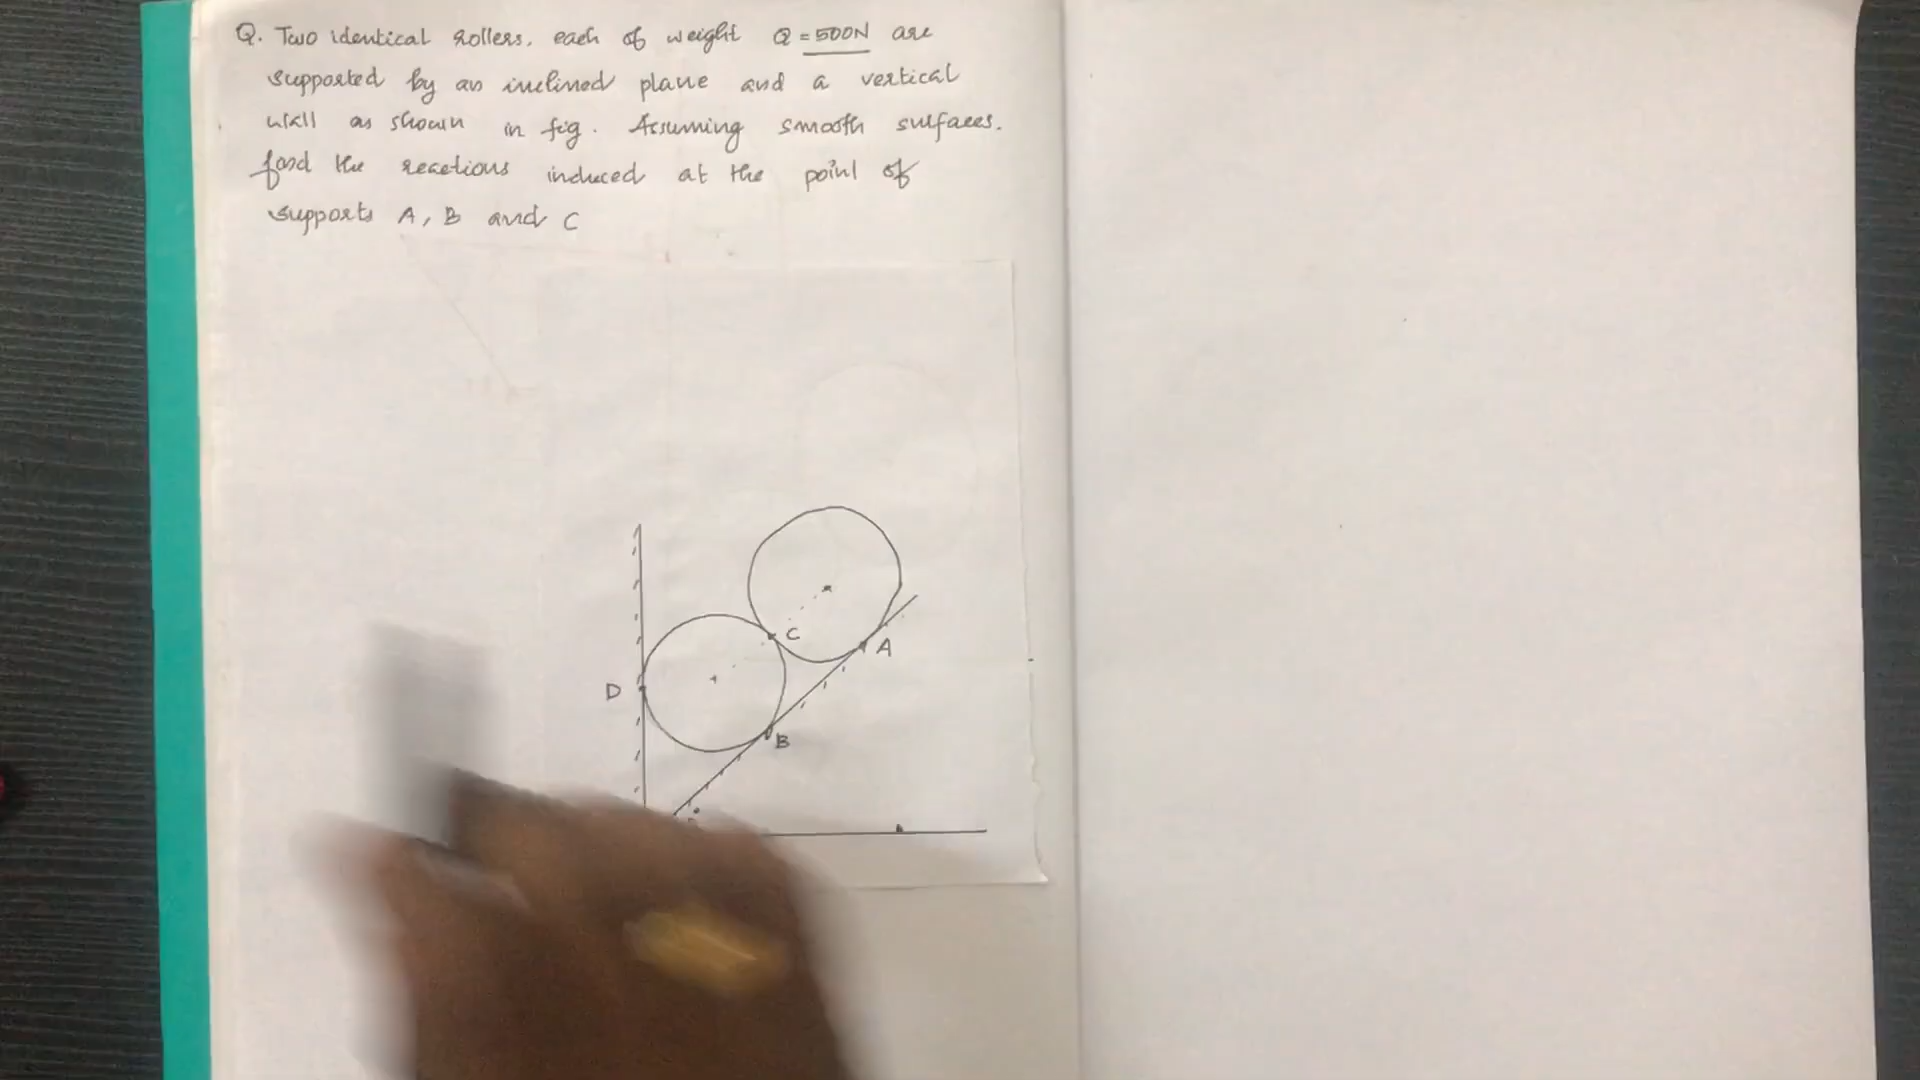 Q. Two identical rollers, each of weight Q = 500N are
supported by an inclined plane and a vertical
wall as shown in fig. Assuming smooth surfaces.
find the reactions induced at the point of
supports A, B and C
C
A
D
B